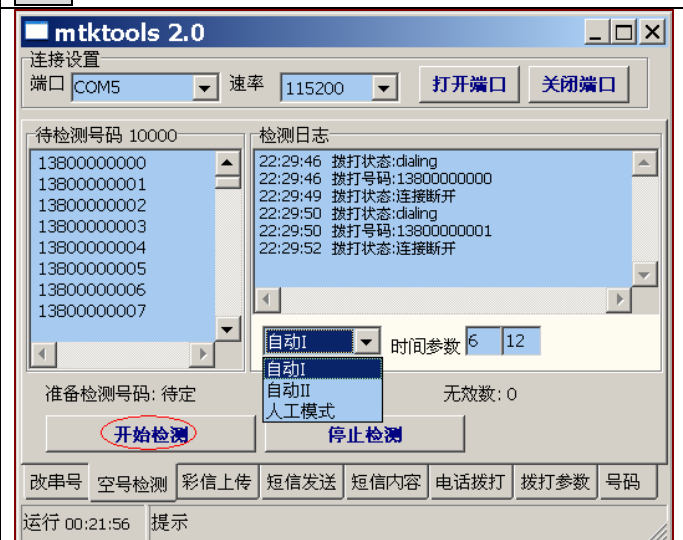 mtktools 2.0
连接设置
端口 COM5 速率 115200 打开端口 关闭端口
待检测号码 10000
13800000000
13800000001
13800000002
13800000003
13800000004
13800000005
13800000006
13800000007
检测日志
22:29:46 拨打状态:dialing
22:29:46 拨打号码:13800000000
22:29:49 拨打状态:连接断开
22:29:50 拨打状态:dialing
22:29:50 拨打号码:13800000001
22:29:52 拨打状态:连接断开
自动I 时间参数 6 12
自动I
自动II
人工模式
准备检测号码: 待定 无效数: 0
开始检测 停止检测
改串号 空号检测 彩信上传 短信发送 短信内容 电话拨打 拨打参数 号码
运行 00:21:56 提示